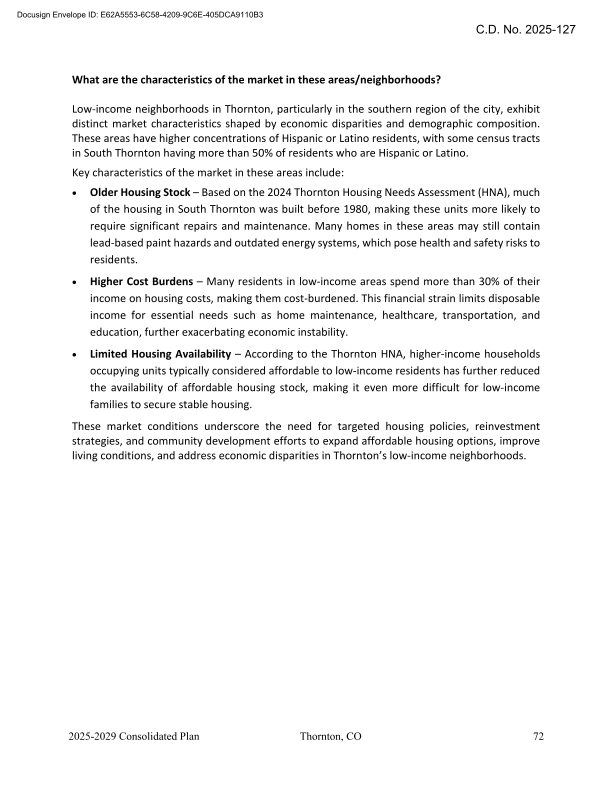 Docusign Envelope ID: E62A5553-6C58-4209-9C6E-405DCA9110B3
C.D. No. 2025-127
What are the characteristics of the market in these areas/neighborhoods?
Low-income neighborhoods in Thornton, particularly in the southern region of the city, exhibit
distinct market characteristics shaped by economic disparities and demographic composition.
These areas have higher concentrations of Hispanic or Latino residents, with some census tracts
in South Thornton having more than 50% of residents who are Hispanic or Latino.
Key characteristics of the market in these areas include:
• Older Housing Stock – Based on the 2024 Thornton Housing Needs Assessment (HNA), much
of the housing in South Thornton was built before 1980, making these units more likely to
require significant repairs and maintenance. Many homes in these areas may still contain
lead-based paint hazards and outdated energy systems, which pose health and safety risks to
residents.
• Higher Cost Burdens – Many residents in low-income areas spend more than 30% of their
income on housing costs, making them cost-burdened. This financial strain limits disposable
income for essential needs such as home maintenance, healthcare, transportation, and
education, further exacerbating economic instability.
• Limited Housing Availability – According to the Thornton HNA, higher-income households
occupying units typically considered affordable to low-income residents has further reduced
the availability of affordable housing stock, making it even more difficult for low-income
families to secure stable housing.
These market conditions underscore the need for targeted housing policies, reinvestment
strategies, and community development efforts to expand affordable housing options, improve
living conditions, and address economic disparities in Thornton's low-income neighborhoods.
2025-2029 Consolidated Plan Thornton, CO 72